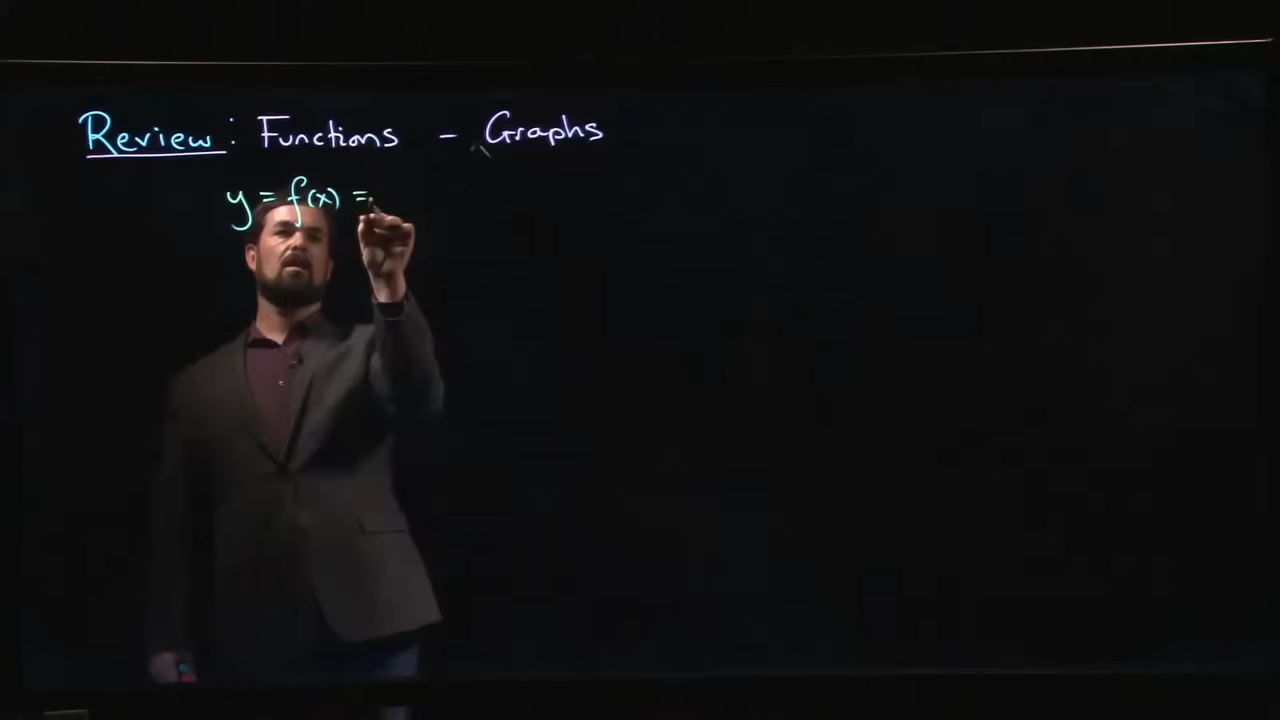 Review: Functions - Graphs
y = f(x) =